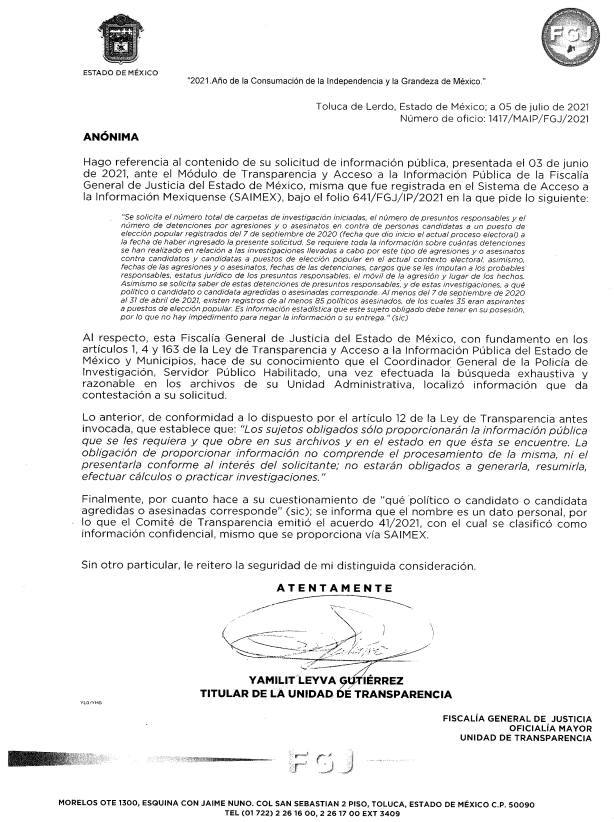 FGJ
ESTADO DE MÉXICO
"2021.Año de la Consumación de la Independencia y la Grandeza de México."
Toluca de Lerdo, Estado de México; a 05 de julio de 2021
Número de oficio: 1417/MAIP/FGJ/2021
ANÓNIMA
Hago referencia al contenido de su solicitud de información pública, presentada el 03 de junio
de 2021, ante el Módulo de Transparencia y Acceso a la Información Pública de la Fiscalía
General de Justicia del Estado de México, misma que fue registrada en el Sistema de Acceso a
la Información Mexiquense (SAIMEX), bajo el folio 641/FGJ/IP/2021 en la que pide lo siguiente:
"Se solicita el número total de carpetas de investigación iniciadas, el número de presuntos responsables y el
número de detenciones por agresiones y o asesinatos en contra de personas candidatas a un puesto de
elección popular registrados del 7 de septiembre de 2020 (fecha que dio inicio el actual proceso electoral) a
la fecha de haber ingresado la presente solicitud. Se requiere toda la información sobre cuántas detenciones
se han realizado en relación a las investigaciones llevadas a cabo por este tipo de agresiones y o asesinatos
contra candidatos y candidatas a puestos de elección popular en el actual contexto electoral, asimismo,
fechas de las agresiones y o asesinatos, fechas de las detenciones, cargos que se les imputan a los probables
responsables, estatus jurídico de los presuntos responsables, el móvil de la agresión y lugar de los hechos.
Asimismo se solicita saber de estas detenciones de presuntos responsables, y de estas investigaciones, a qué
político o candidato o candidata agredidas o asesinadas corresponde. Al menos del 7 de septiembre de 2020
al 31 de abril de 2021, existen registros de al menos 85 políticos asesinados, de los cuales 35 eran aspirantes
a puestos de elección popular. Es información estadística que este sujeto obligado debe tener en su posesión,
por lo que no hay impedimento para negar la información o su entrega." (sic)
Al respecto, esta Fiscalía General de Justicia del Estado de México, con fundamento en los
artículos 1, 4 y 163 de la Ley de Transparencia y Acceso a la Información Pública del Estado de
México y Municipios, hace de su conocimiento que el Coordinador General de la Policía de
Investigación, Servidor Público Habilitado, una vez efectuada la búsqueda exhaustiva y
razonable en los archivos de su Unidad Administrativa, localizó información que da
contestación a su solicitud.
Lo anterior, de conformidad a lo dispuesto por el artículo 12 de la Ley de Transparencia antes
invocada, que establece que: "Los sujetos obligados sólo proporcionarán la información pública
que se les requiera y que obre en sus archivos y en el estado en que ésta se encuentre. La
obligación de proporcionar información no comprende el procesamiento de la misma, ni el
presentarla conforme al interés del solicitante; no estarán obligados a generarla, resumirla,
efectuar cálculos o practicar investigaciones."
Finalmente, por cuanto hace a su cuestionamiento de "qué político o candidato o candidata
agredidas o asesinadas corresponde" (sic); se informa que el nombre es un dato personal, por
lo que el Comité de Transparencia emitió el acuerdo 41/2021, con el cual se clasificó como
información confidencial, mismo que se proporciona vía SAIMEX.
Sin otro particular, le reitero la seguridad de mi distinguida consideración.
ATENTAMENTE
YAMILIT LEYVA GUTIÉRREZ
TITULAR DE LA UNIDAD DE TRANSPARENCIA
YLG/YMB
FISCALÍA GENERAL DE JUSTICIA
OFICIALÍA MAYOR
UNIDAD DE TRANSPARENCIA
FGJ
MORELOS OTE 1300, ESQUINA CON JAIME NUNO. COL SAN SEBASTIAN 2 PISO, TOLUCA, ESTADO DE MÉXICO C.P. 50090
TEL (01 722) 2 26 16 00, 2 26 17 00 EXT 3409